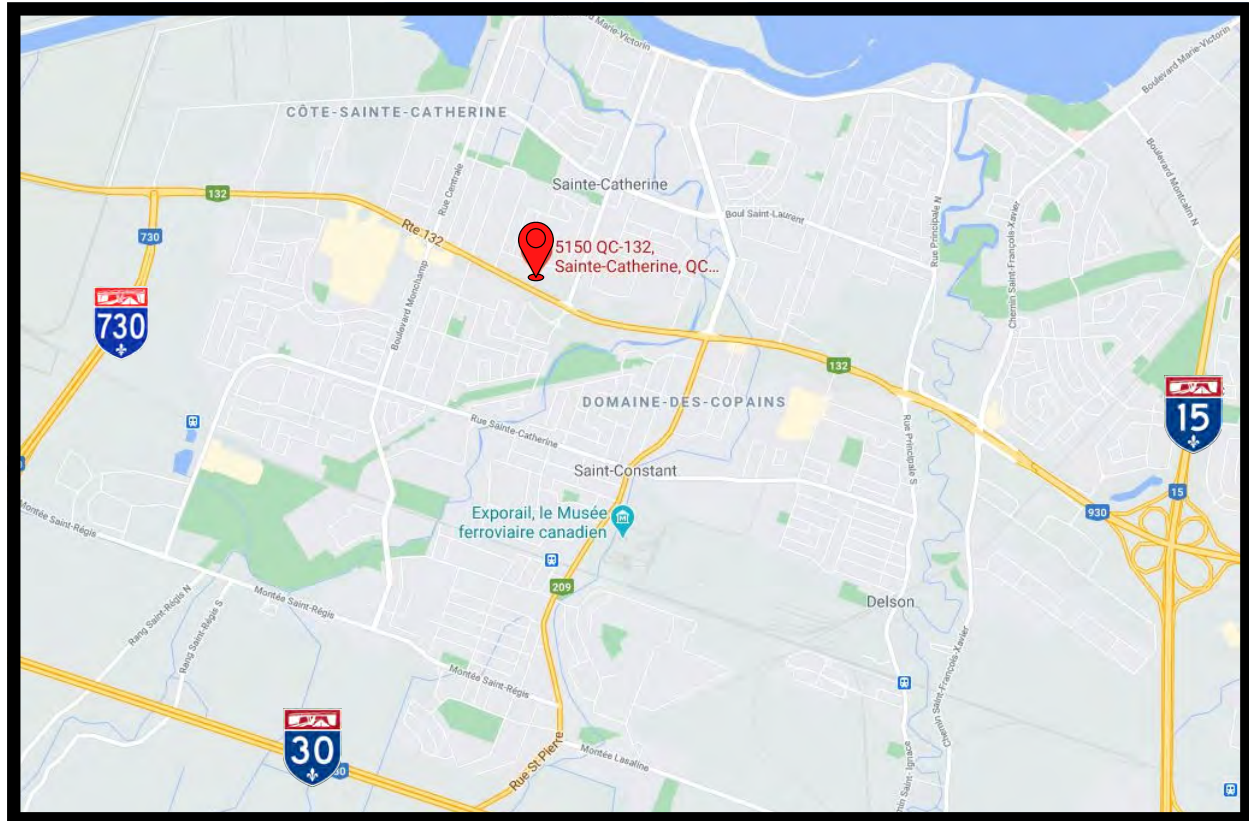 Boulevard Marie-Victorin
Boulevard Marie-Victorin
CÔTE-SAINTE-CATHERINE
Rue Centrale
Sainte-Catherine
Boul Saint-Laurent
Rue Principale N
Chemin Saint-François-Xavier
Boulevard Montcalm N
132
Rte 132
730
5150 QC-132,
Sainte-Catherine, QC...
Boulevard Monchamp
730
132
DOMAINE-DES-COPAINS
15
Rue Sainte-Catherine
Rue Principale S
Saint-Constant
15
930
Exporail, le Musée
ferroviaire canadien
Montée Saint-Régis
209
Rang Saint-Régis N
Rang Saint-Régis S
Montée Saint-Régis
Delson
Chemin Saint-François-Xavier
Montée Saint-Régis
30
Rue St-Pierre
Montée Lasaline